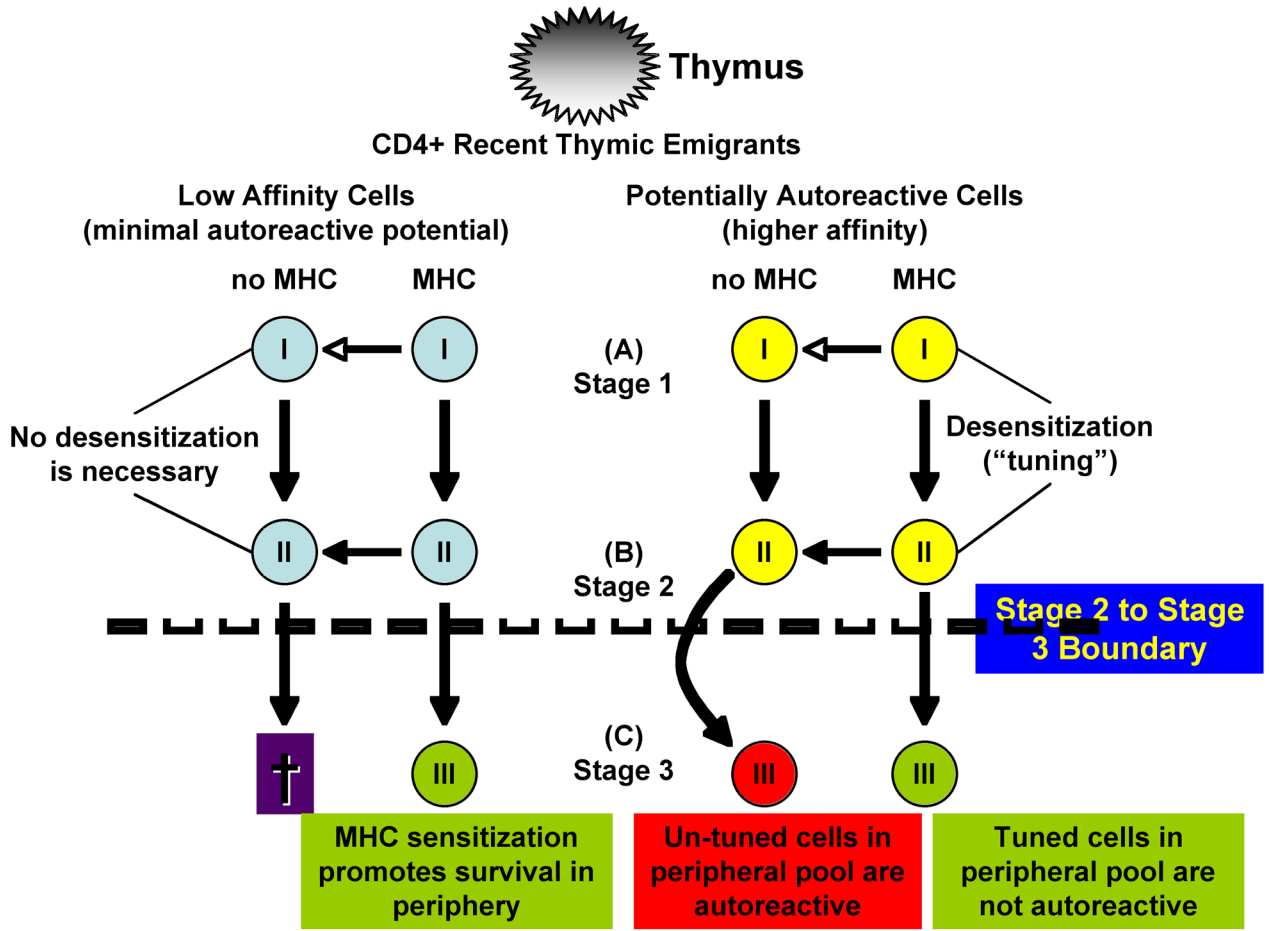 Thymus
CD4+ Recent Thymic Emigrants
Low Affinity Cells
(minimal autoreactive potential)
Potentially Autoreactive Cells
(higher affinity)
no MHC
MHC
no MHC
MHC
I
I
(A)
Stage 1
I
I
No desensitization
is necessary
Desensitization
(“tuning”)
II
II
(B)
Stage 2
II
II
Stage 2 to Stage
3 Boundary
†
III
(C)
Stage 3
III
III
MHC sensitization
promotes survival in
periphery
Un-tuned cells in
peripheral pool are
autoreactive
Tuned cells in
peripheral pool are
not autoreactive